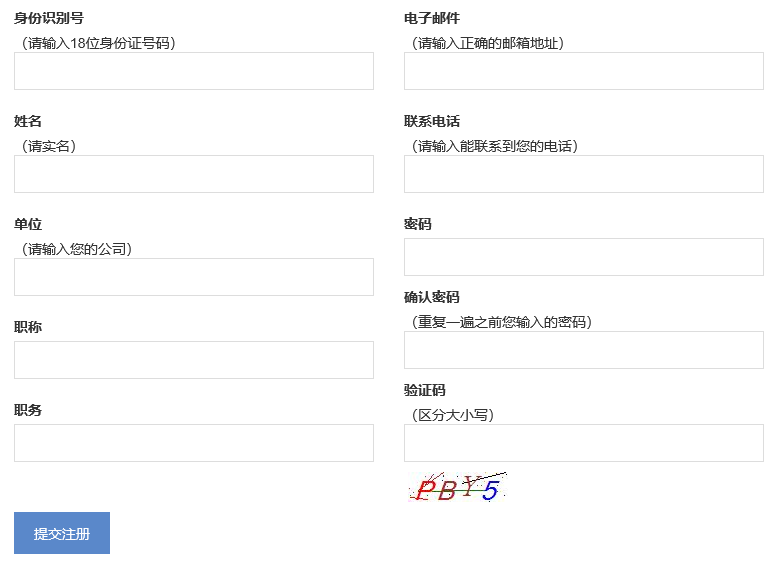 身份识别号
（请输入18位身份证号码）
姓名
（请实名）
单位
（请输入您的公司）
职称
职务
电子邮件
（请输入正确的邮箱地址）
联系电话
（请输入能联系到您的电话）
密码
确认密码
（重复一遍之前您输入的密码）
验证码
（区分大小写）
PBY5
提交注册